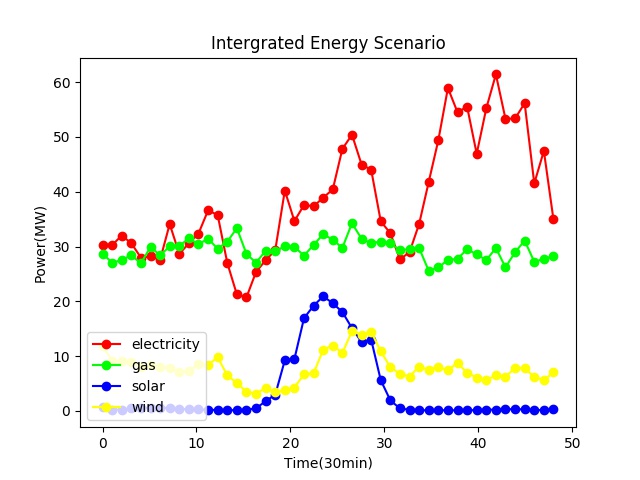 Intergrated Energy Scenario
Power(MW)
60
50
40
30
20
10
0
electricity
gas
solar
wind
0 10 20 30 40 50
Time(30min)